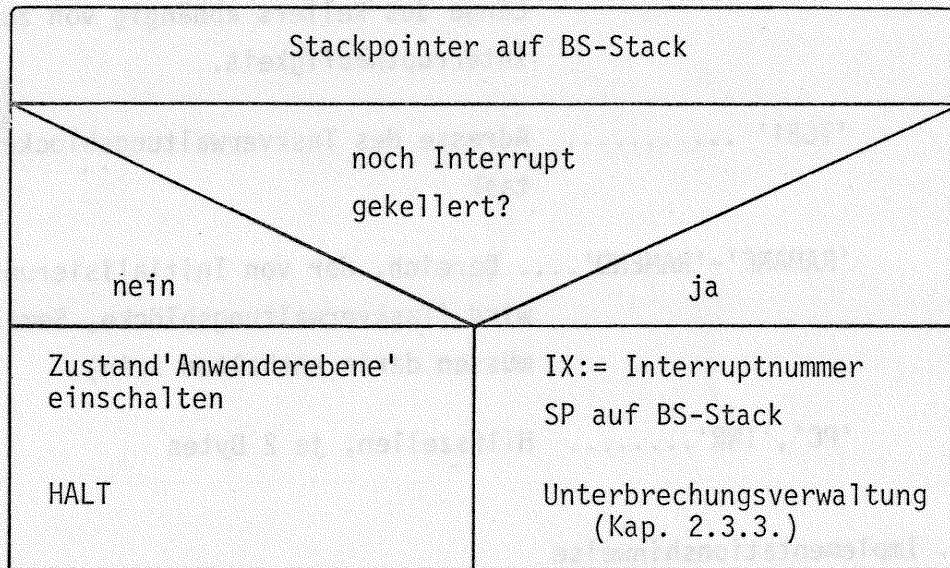 Stackpointer auf BS-Stack
noch Interrupt
gekellert?
nein
ja
Zustand'Anwenderebene'
einschalten
HALT
IX:= Interruptnummer
SP auf BS-Stack
Unterbrechungsverwaltung
(Kap. 2.3.3.)